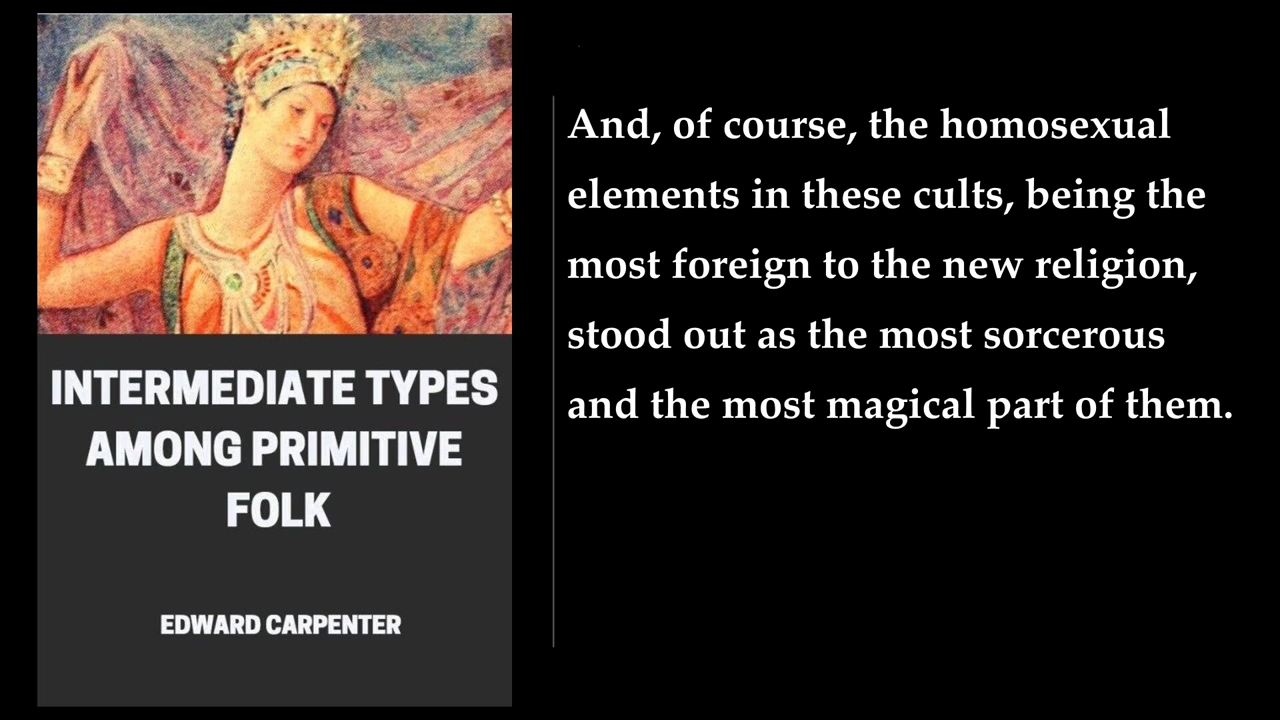 INTERMEDIATE TYPES
AMONG PRIMITIVE
FOLK
EDWARD CARPENTER
And, of course, the homosexual
elements in these cults, being the
most foreign to the new religion,
stood out as the most sorcerous
and the most magical part of them.